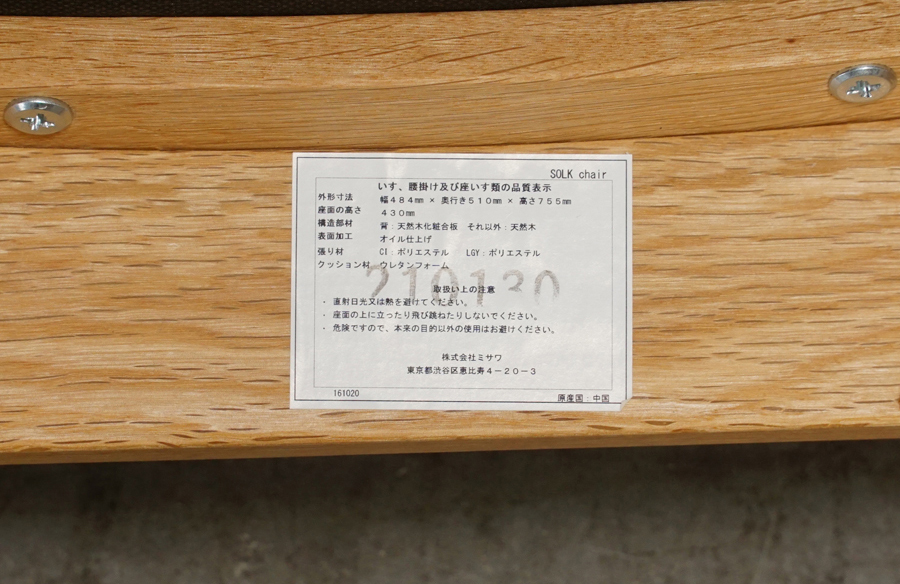 SOLK chair
いす、腰掛け及び座いす類の品質表示
外形寸法 幅484mm × 奥行き510mm × 高さ755mm
座面の高さ 430mm
構造部材 背:天然木化粧合板 それ以外:天然木
表面加工 オイル仕上げ
張り材 CI:ポリエステル LGY:ポリエステル
クッション材 ウレタンフォーム
210130
取扱い上の注意
・ 直射日光又は熱を避けてください。
・ 座面の上に立ったり飛び跳ねたりしないでください。
・ 危険ですので、本来の目的以外の使用はお避けください。
株式会社ミサワ
東京都渋谷区恵比寿4-20-3
161020
原産国:中国